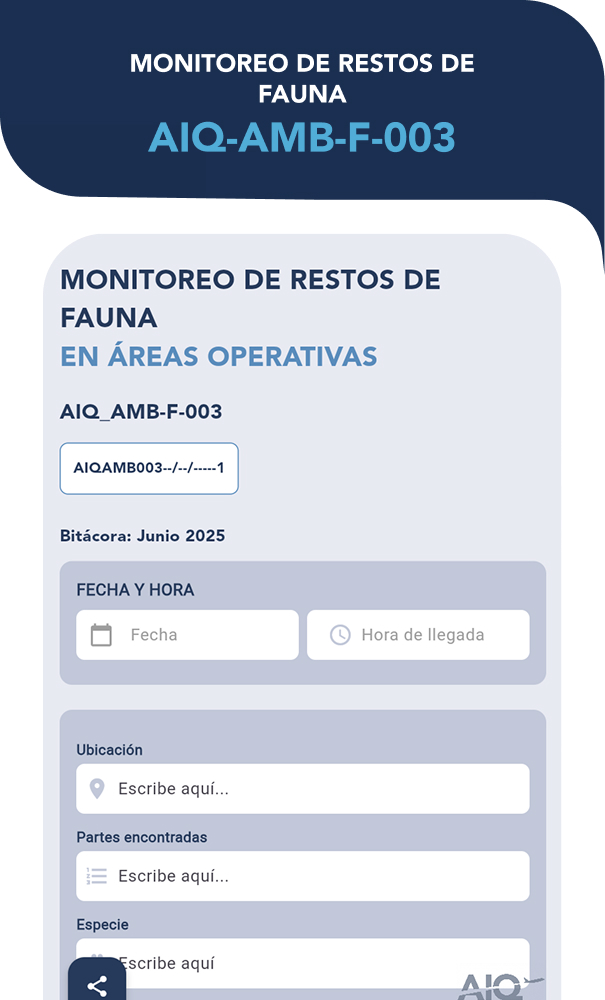 MONITOREO DE RESTOS DE
FAUNA
AIQ-AMB-F-003
MONITOREO DE RESTOS DE
FAUNA
EN ÁREAS OPERATIVAS
AIQ_AMB-F-003
AIQAMB003--/--/-----1
Bitácora: Junio 2025
FECHA Y HORA
Fecha
Hora de llegada
Ubicación
Escribe aquí...
Partes encontradas
Escribe aquí...
Especie
Escribe aquí
AIQ